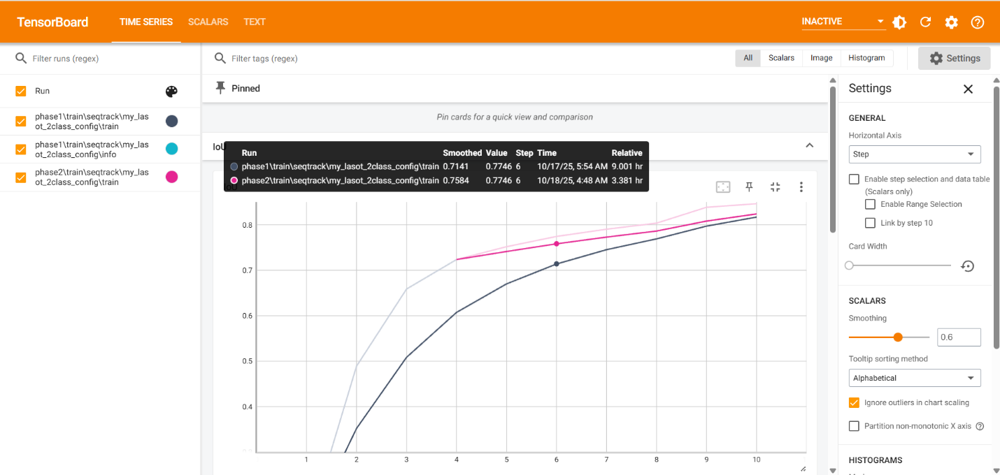 TensorBoard TIME SERIES SCALARS TEXT INACTIVE
Filter runs (regex)
Run
phase1\train\seqtrack\my_las
ot_2class_config\train
phase1\train\seqtrack\my_las
ot_2class_config\info
phase2\train\seqtrack\my_las
ot_2class_config\train
Filter tags (regex)
All Scalars Image Histogram Settings
Pinned
Pin cards for a quick view and comparison
IoU
Run Smoothed Value Step Time Relative
phase1\train\seqtrack\my_lasot_2class_config\train 0.7141 0.7746 6 10/17/25, 5:54 AM 9.001 hr
phase2\train\seqtrack\my_lasot_2class_config\train 0.7584 0.7746 6 10/18/25, 4:48 AM 3.381 hr
0.8
0.7
0.6
0.5
0.4
1 2 3 4 5 6 7 8 9 10
Settings
GENERAL
Horizontal Axis
Step
Enable step selection and data table
(Scalars only)
Enable Range Selection
Link by step 10
Card Width
SCALARS
Smoothing
0.6
Tooltip sorting method
Alphabetical
Ignore outliers in chart scaling
Partition non-monotonic X axis
HISTOGRAMS